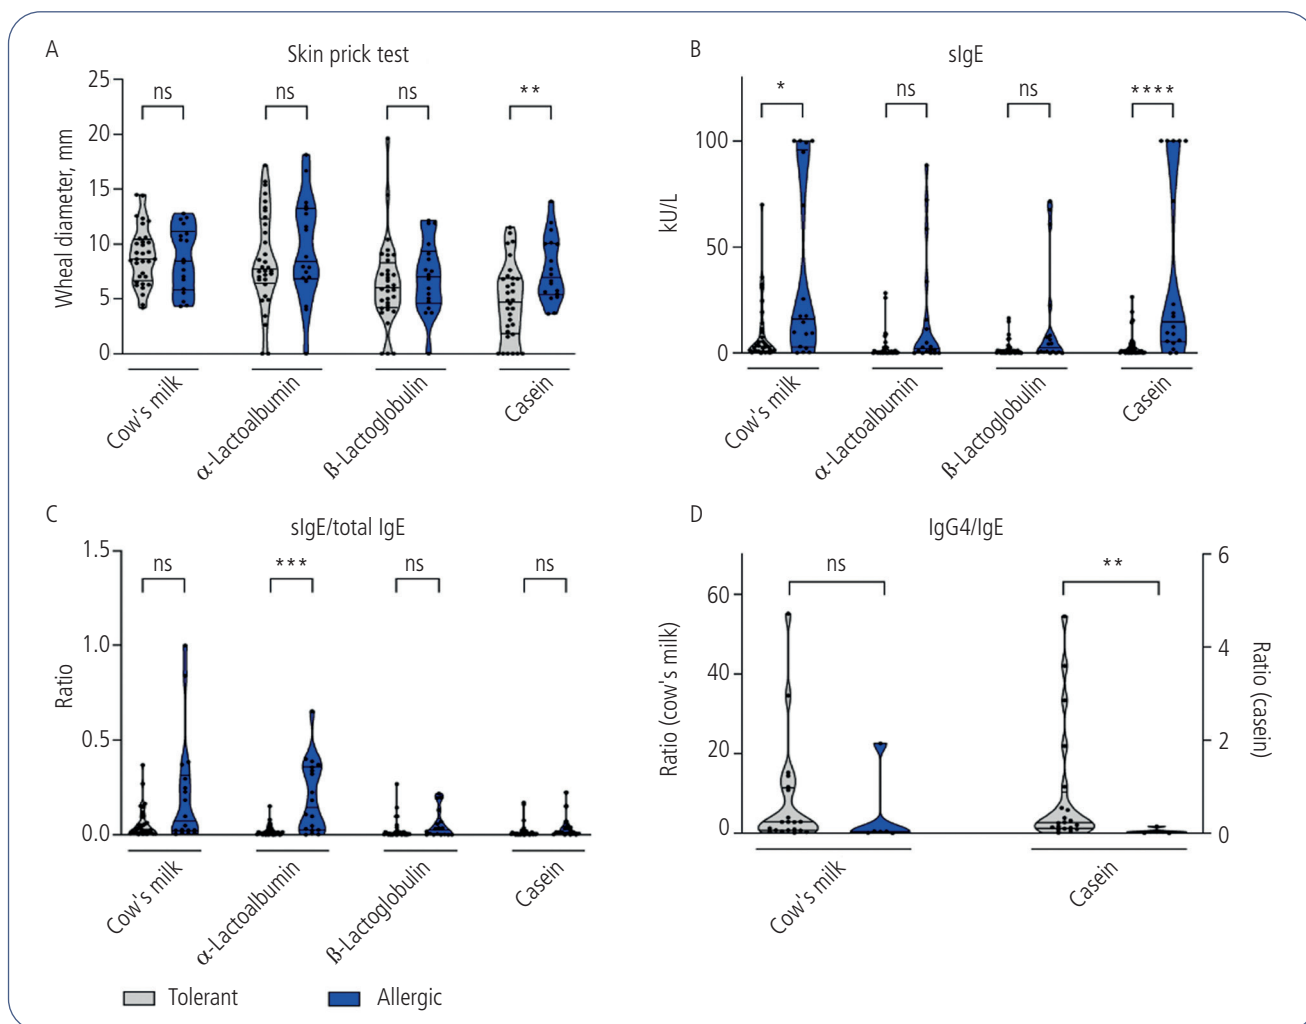 A
Skin prick test
Wheal diameter, mm
25
20
15
10
5
0
ns
ns
ns
**
Cow's milk
α-Lactoalbumin
ß-Lactoglobulin
Casein
B
sIgE
kU/L
100
50
0
*
ns
ns
****
Cow's milk
α-Lactoalbumin
ß-Lactoglobulin
Casein
C
sIgE/total IgE
Ratio
1.5
1.0
0.5
0.0
ns
***
ns
ns
Cow's milk
α-Lactoalbumin
ß-Lactoglobulin
Casein
D
IgG4/IgE
Ratio (cow's milk)
60
40
20
0
ns
**
6
4
2
0
Ratio (casein)
Cow's milk
Casein
Tolerant
Allergic